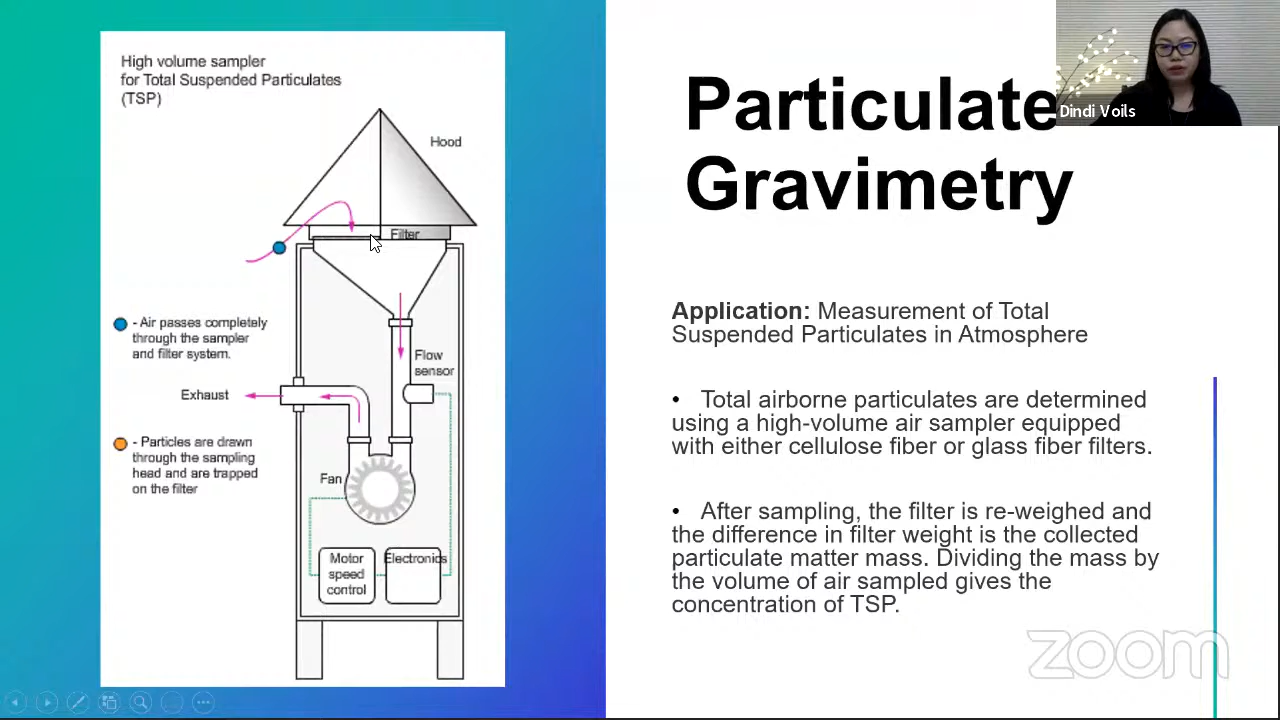 High volume sampler
for Total Suspended Particulates
(TSP)
Hood
Filter
- Air passes completely
through the sampler
and filter system.
Flow
sensor
Exhaust
- Particles are drawn
through the sampling
head and are trapped
on the filter
Fan
Motor
speed
control
Electronics
Particulate
Gravimetry
Dindi Voils
Application: Measurement of Total
Suspended Particulates in Atmosphere
• Total airborne particulates are determined
using a high-volume air sampler equipped
with either cellulose fiber or glass fiber filters.
• After sampling, the filter is re-weighed and
the difference in filter weight is the collected
particulate matter mass. Dividing the mass by
the volume of air sampled gives the
concentration of TSP.
zoom